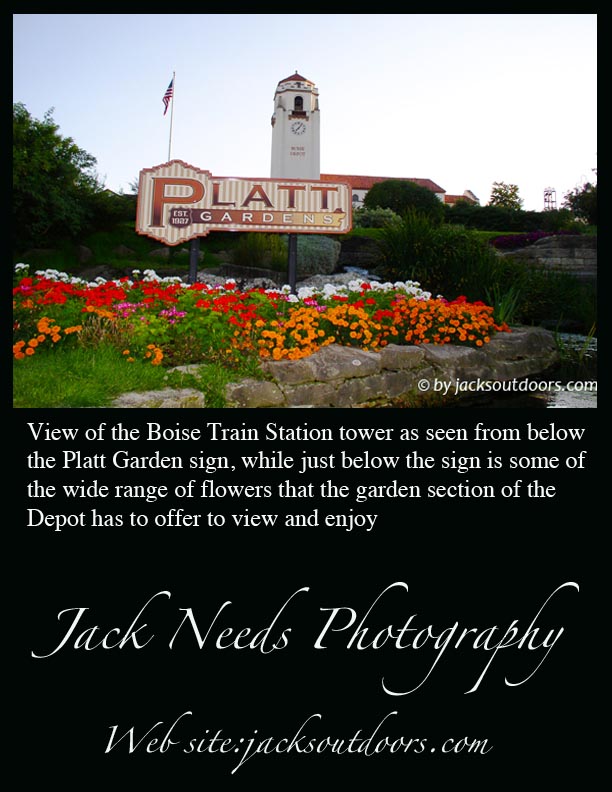 BOISE
DEPOT
PLATT
EST.
1927
GARDENS
© by jacksoutdoors.com
View of the Boise Train Station tower as seen from below
the Platt Garden sign, while just below the sign is some of
the wide range of flowers that the garden section of the
Depot has to offer to view and enjoy
Jack Needs Photography
Web site:jacksoutdoors.com